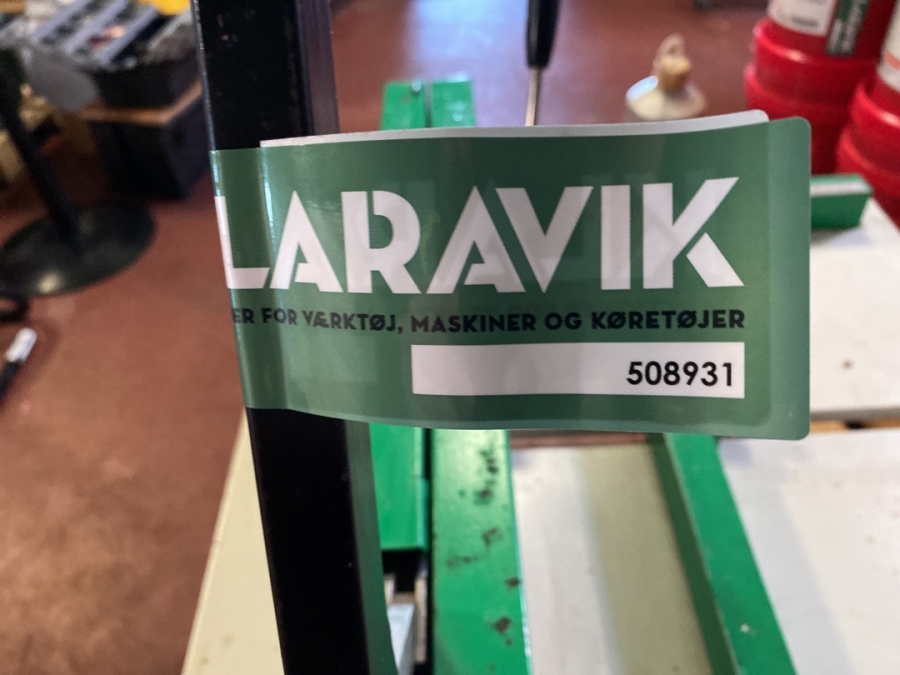 LARAVIK
ER FOR VÆRKTØJ, MASKINER OG KØRETØJER
508931